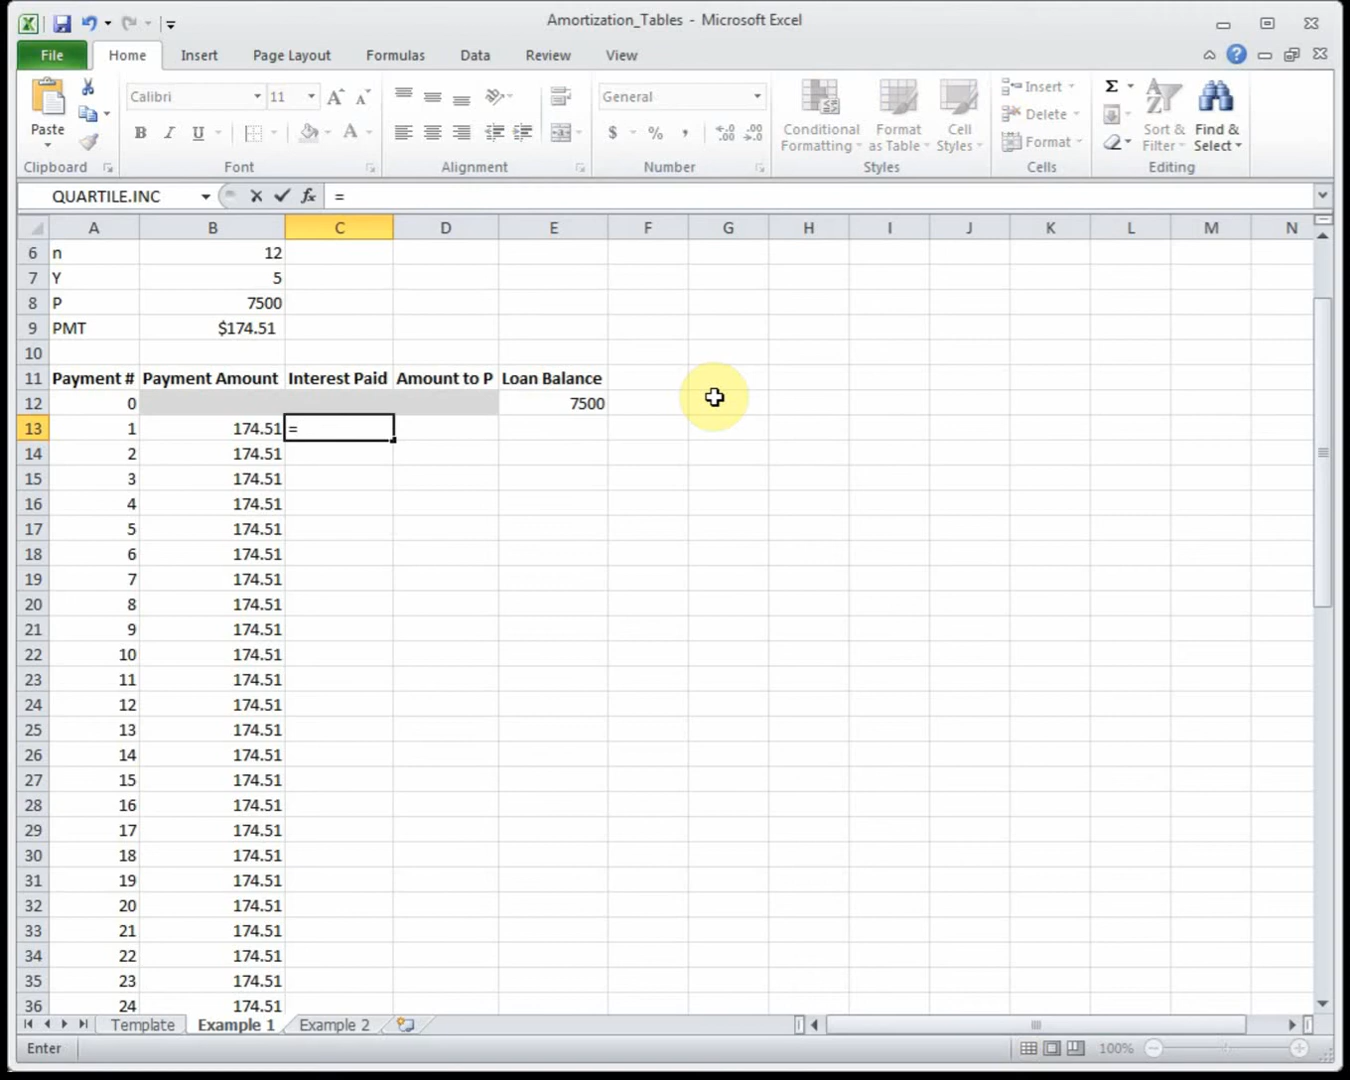 Amortization_Tables - Microsoft Excel
File Home Insert Page Layout Formulas Data Review View
Paste
Calibri 11
B I U A
General
$ % ,
Conditional Formatting
Format as Table
Cell Styles
Insert
Delete
Format
Σ
Sort & Filter
Find & Select
Clipboard Font Alignment Number Styles Cells Editing
QUARTILE.INC fx =
A B C D E F G H I J K L M N
6 n 12
7 Y 5
8 P 7500
9 PMT $174.51
10
11 Payment # Payment Amount Interest Paid Amount to P Loan Balance
12 0 7500
13 1 174.51 =
14 2 174.51
15 3 174.51
16 4 174.51
17 5 174.51
18 6 174.51
19 7 174.51
20 8 174.51
21 9 174.51
22 10 174.51
23 11 174.51
24 12 174.51
25 13 174.51
26 14 174.51
27 15 174.51
28 16 174.51
29 17 174.51
30 18 174.51
31 19 174.51
32 20 174.51
33 21 174.51
34 22 174.51
35 23 174.51
36 24 174.51
Template Example 1 Example 2
Enter 100%